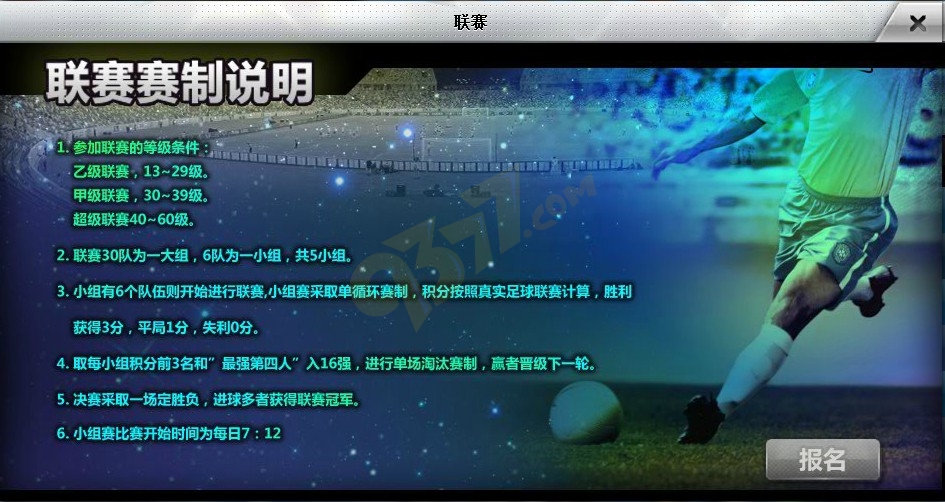 联赛
联赛赛制说明
1. 参加联赛的等级条件：
乙级联赛，13~29级。
甲级联赛，30~39级。
超级联赛40~60级。
2. 联赛30队为一大组，6队为一小组，共5小组。
3. 小组有6个队伍则开始进行联赛,小组赛采取单循环赛制，积分按照真实足球联赛计算，胜利
获得3分，平局1分，失利0分。
4. 取每小组积分前3名和”最强第四人”入16强，进行单场淘汰赛制，赢者晋级下一轮。
5. 决赛采取一场定胜负，进球多者获得联赛冠军。
6. 小组赛比赛开始时间为每日7：12
9377.COM
报名